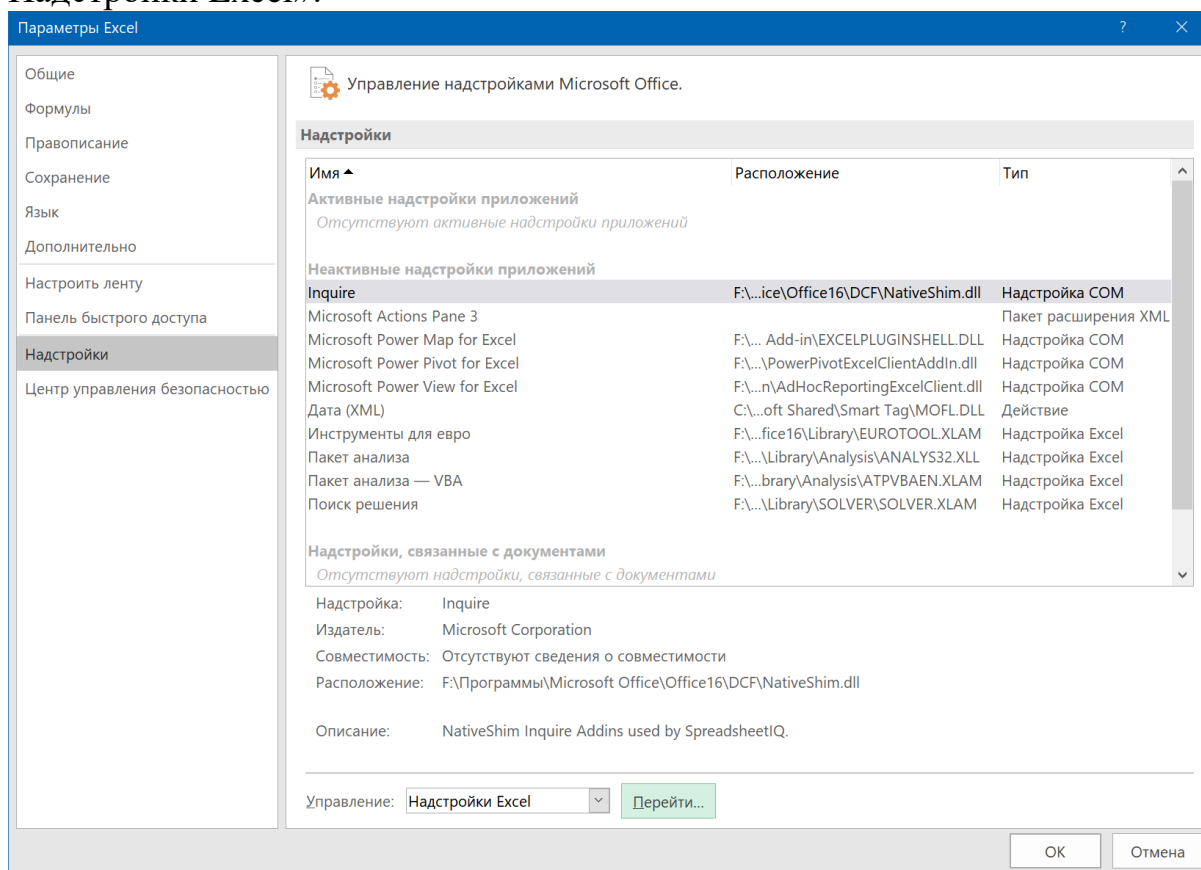 Надстройки Excel».
Параметры Excel ? ×
Общие
Формулы
Правописание
Сохранение
Язык
Дополнительно
Настроить ленту
Панель быстрого доступа
Надстройки
Центр управления безопасностью
Управление надстройками Microsoft Office.
Надстройки
Имя Расположение Тип
Активные надстройки приложений
Отсутствуют активные надстройки приложений
Неактивные надстройки приложений
Inquire F:\...ice\Office16\DCF\NativeShim.dll Надстройка COM
Microsoft Actions Pane 3 Пакет расширения XML
Microsoft Power Map for Excel F:\... Add-in\EXCELPLUGINSHELL.DLL Надстройка COM
Microsoft Power Pivot for Excel F:\...\PowerPivotExcelClientAddIn.dll Надстройка COM
Microsoft Power View for Excel F:\...n\AdHocReportingExcelClient.dll Надстройка COM
Дата (XML) C:\...oft Shared\Smart Tag\MOFL.DLL Действие
Инструменты для евро F:\...fice16\Library\EUROTOOL.XLAM Надстройка Excel
Пакет анализа F:\...\Library\Analysis\ANALYS32.XLL Надстройка Excel
Пакет анализа — VBA F:\...brary\Analysis\ATPVBAEN.XLAM Надстройка Excel
Поиск решения F:\...\Library\SOLVER\SOLVER.XLAM Надстройка Excel
Надстройки, связанные с документами
Отсутствуют надстройки, связанные с документами
Надстройка: Inquire
Издатель: Microsoft Corporation
Совместимость: Отсутствуют сведения о совместимости
Расположение: F:\Программы\Microsoft Office\Office16\DCF\NativeShim.dll
Описание: NativeShim Inquire Addins used by SpreadsheetIQ.
Управление: Надстройки Excel Перейти...
ОК Отмена